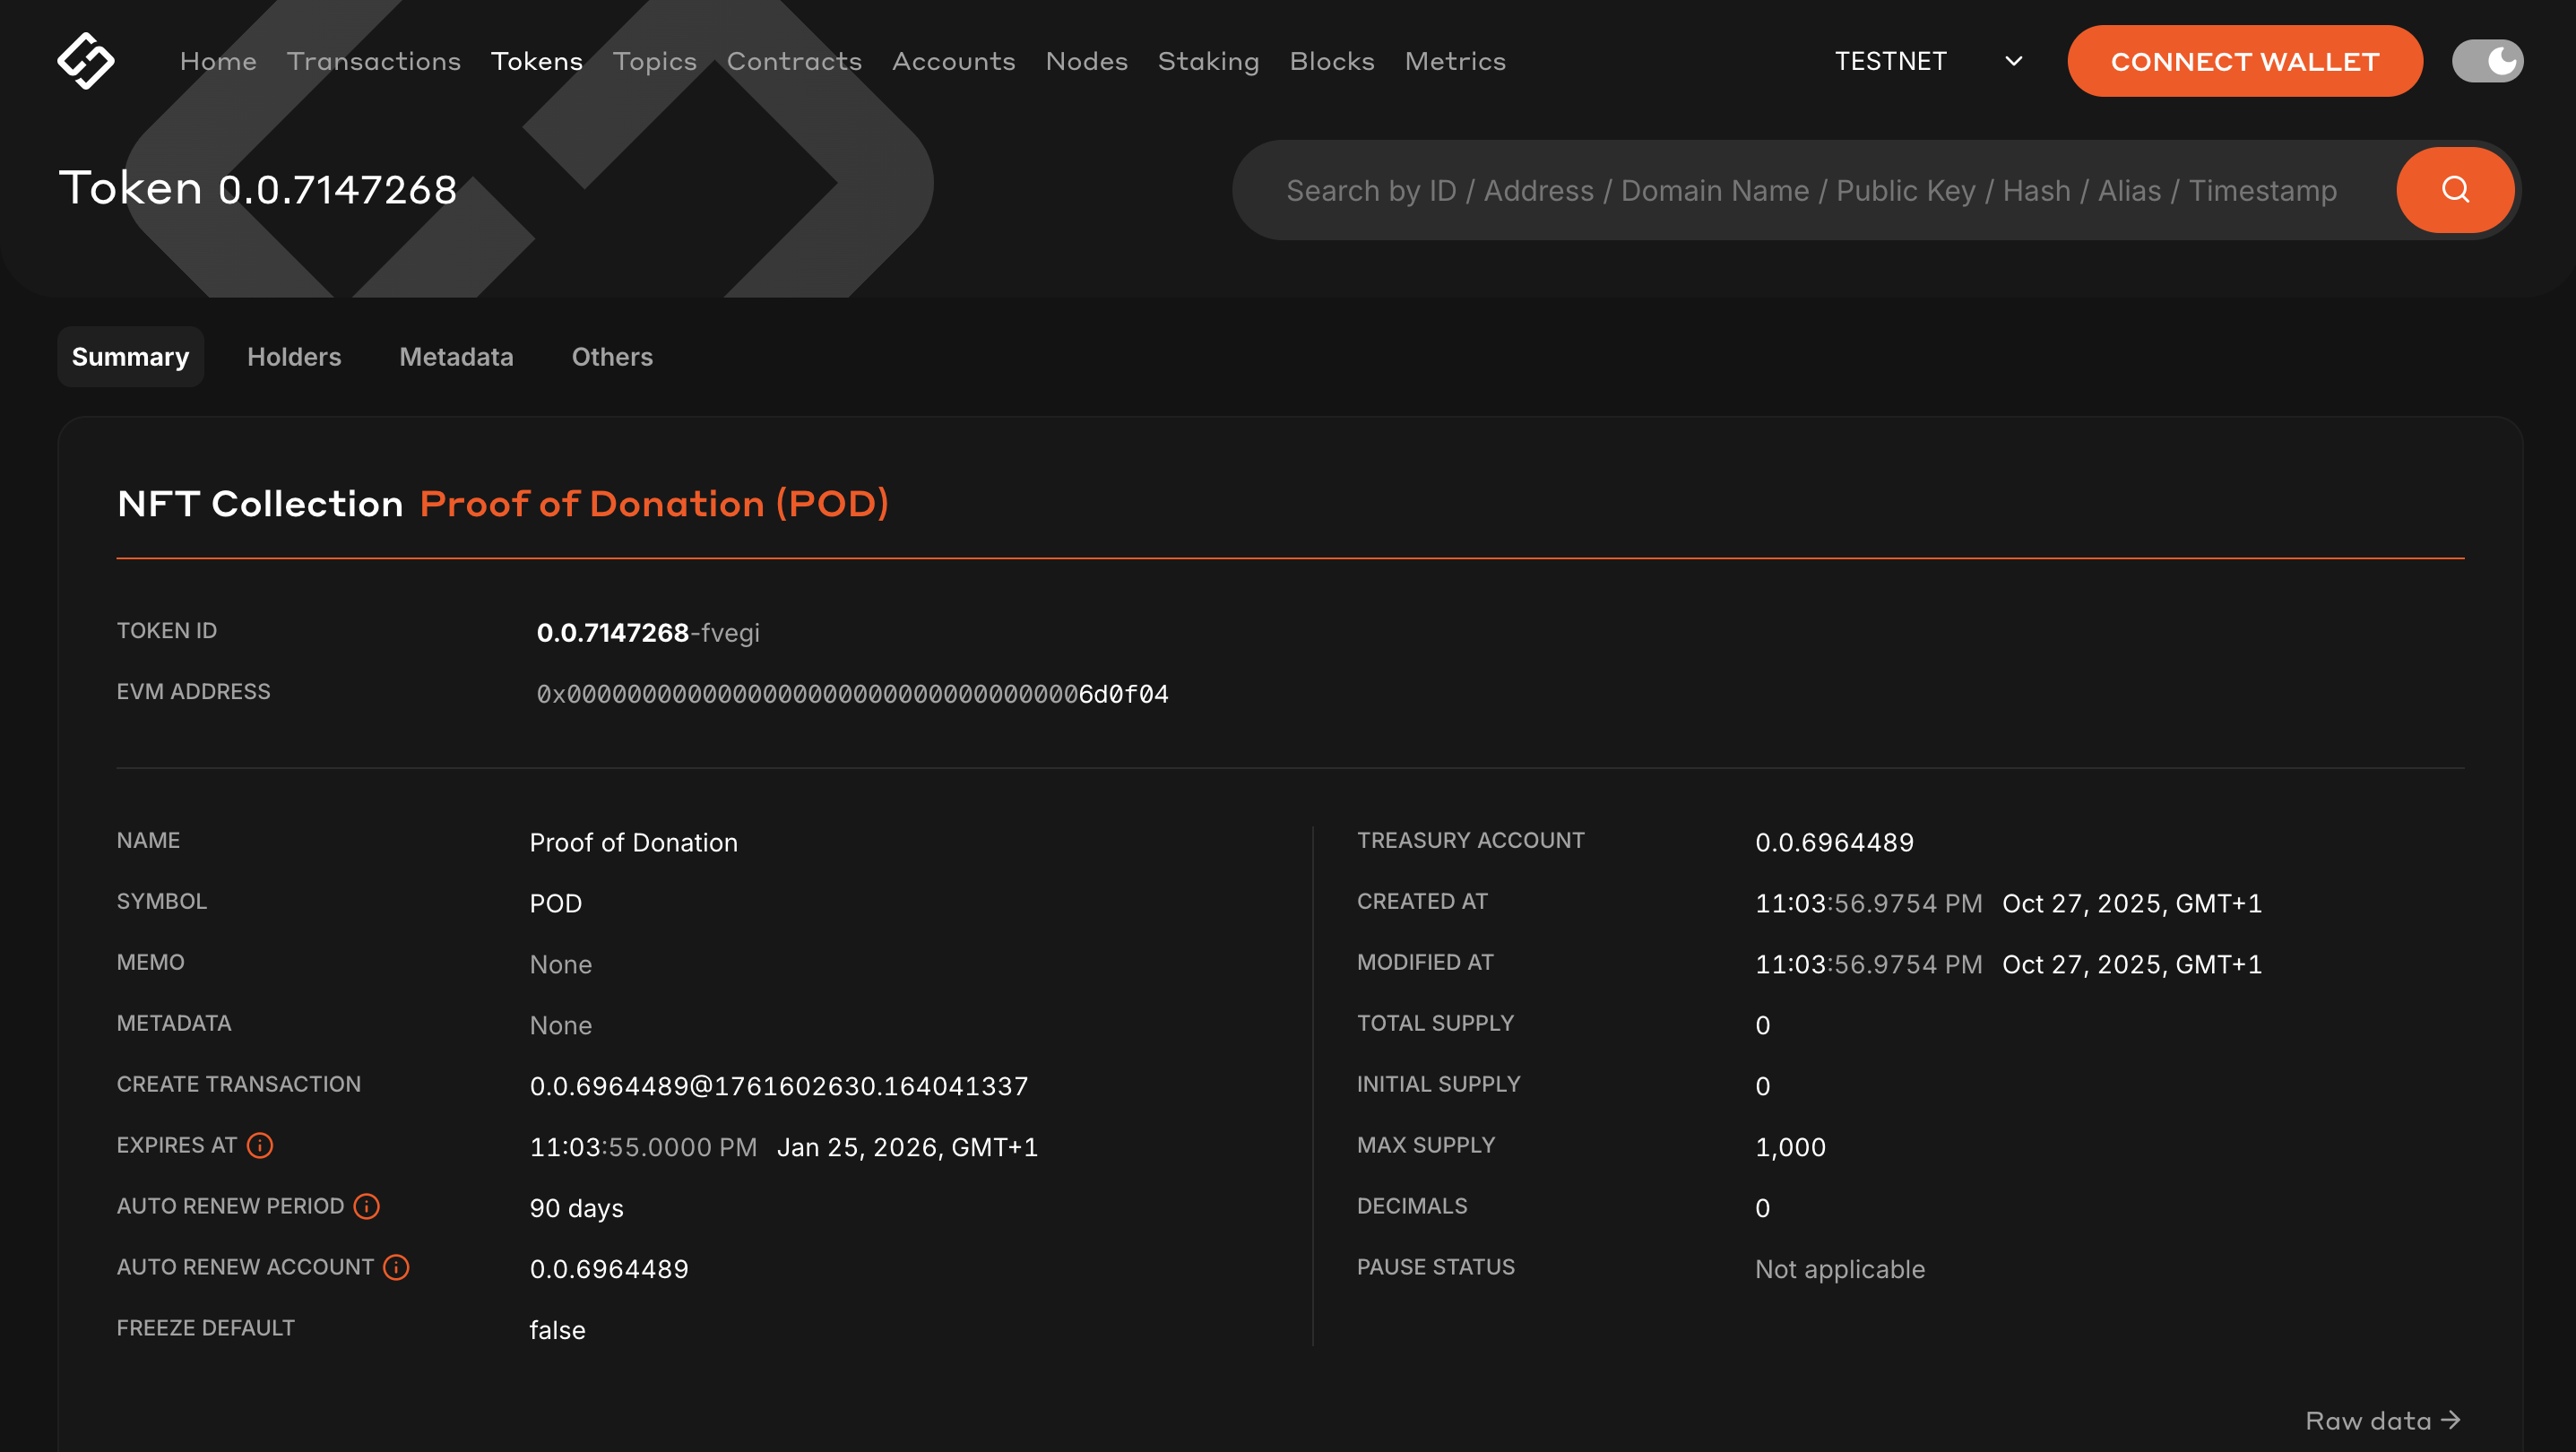 Home Transactions Tokens Topics Contracts Accounts Nodes Staking Blocks Metrics TESTNET CONNECT WALLET
Token 0.0.7147268
Search by ID / Address / Domain Name / Public Key / Hash / Alias / Timestamp
Summary Holders Metadata Others
NFT Collection Proof of Donation (POD)
TOKEN ID 0.0.7147268-fvegi
EVM ADDRESS 0x00000000000000000000000000000000006d0f04
NAME Proof of Donation
SYMBOL POD
MEMO None
METADATA None
CREATE TRANSACTION 0.0.6964489@1761602630.164041337
EXPIRES AT 11:03:55.0000 PM Jan 25, 2026, GMT+1
AUTO RENEW PERIOD 90 days
AUTO RENEW ACCOUNT 0.0.6964489
FREEZE DEFAULT false
TREASURY ACCOUNT 0.0.6964489
CREATED AT 11:03:56.9754 PM Oct 27, 2025, GMT+1
MODIFIED AT 11:03:56.9754 PM Oct 27, 2025, GMT+1
TOTAL SUPPLY 0
INITIAL SUPPLY 0
MAX SUPPLY 1,000
DECIMALS 0
PAUSE STATUS Not applicable
Raw data